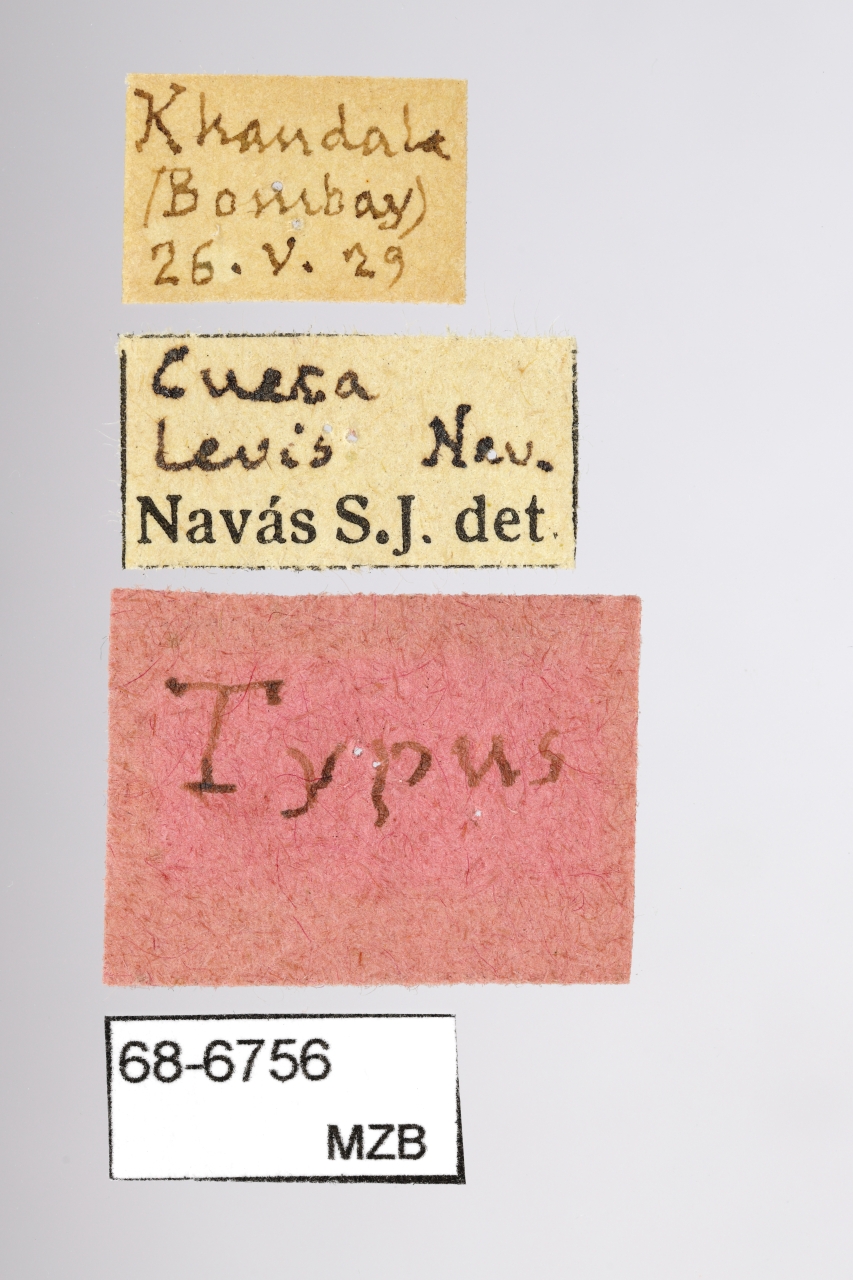 Khandala
(Bombay)
26. V. 29
Cueta
levis Nav.
Navás S.J. det.
Typus
68-6756
MZB